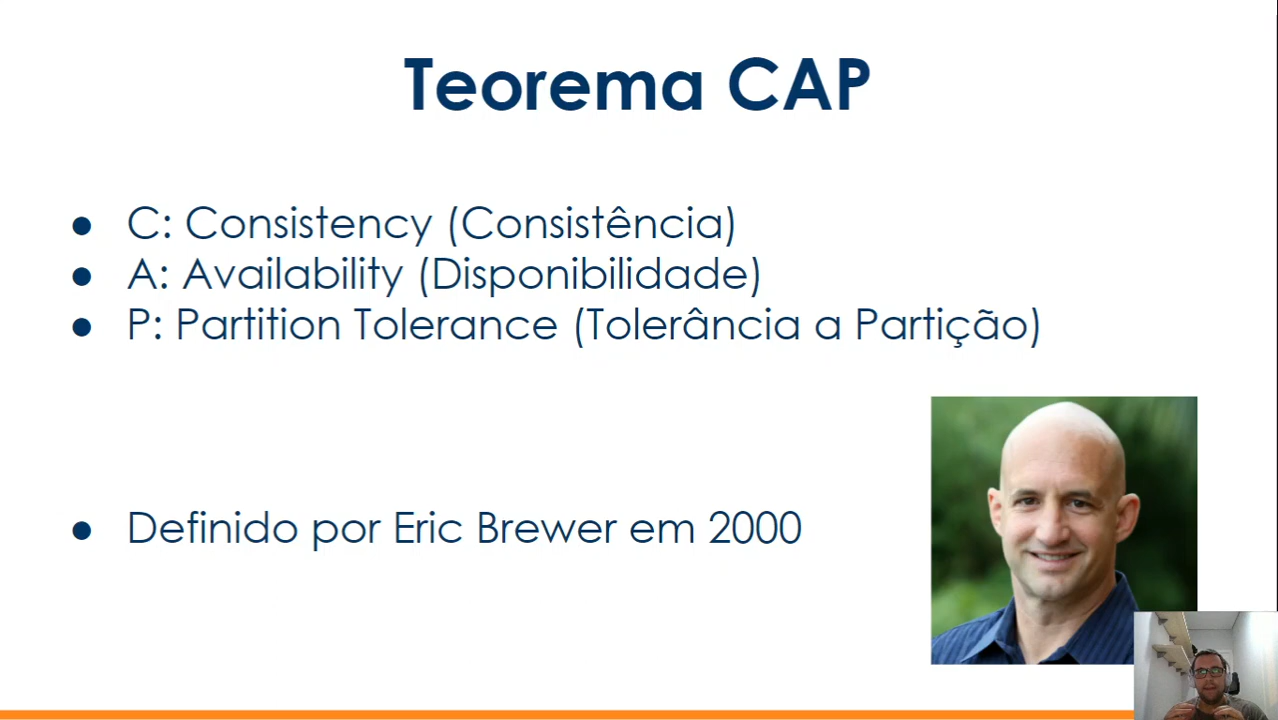 Teorema CAP
● C: Consistency (Consistência)
● A: Availability (Disponibilidade)
● P: Partition Tolerance (Tolerância a Partição)
● Definido por Eric Brewer em 2000